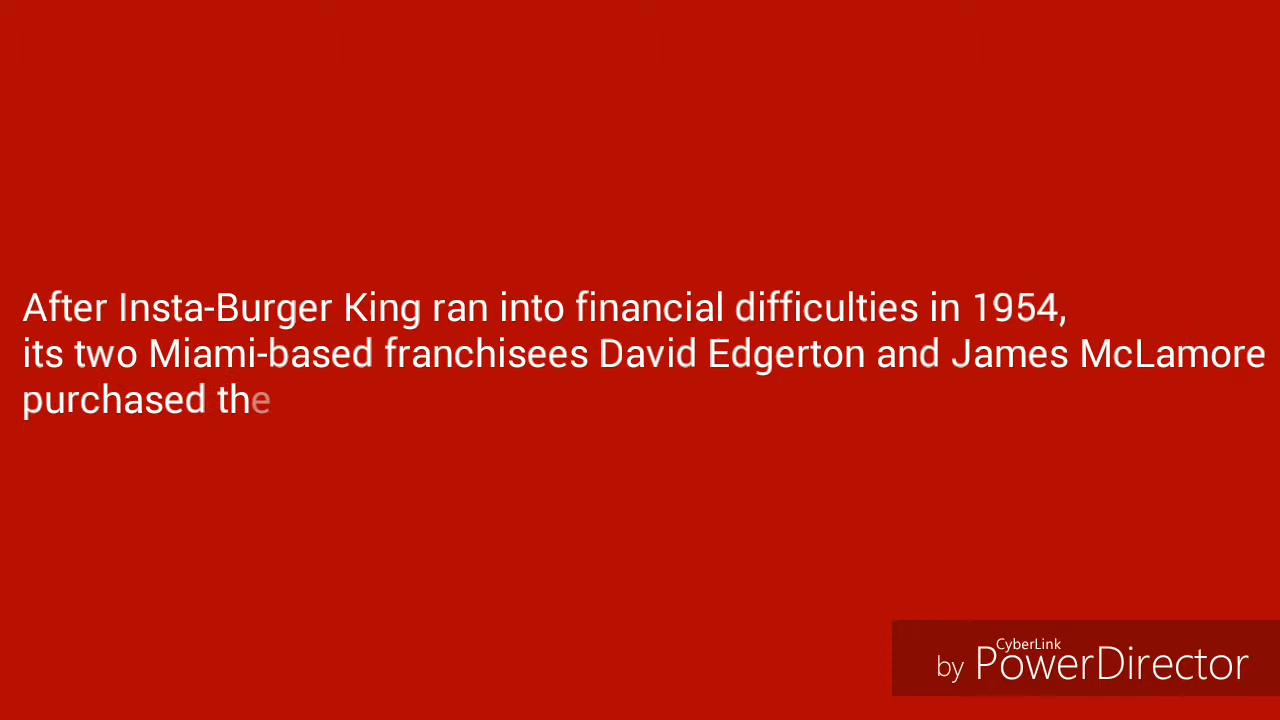 After Insta-Burger King ran into financial difficulties in 1954,
its two Miami-based franchisees David Edgerton and James McLamore
purchased the
CyberLink
by PowerDirector